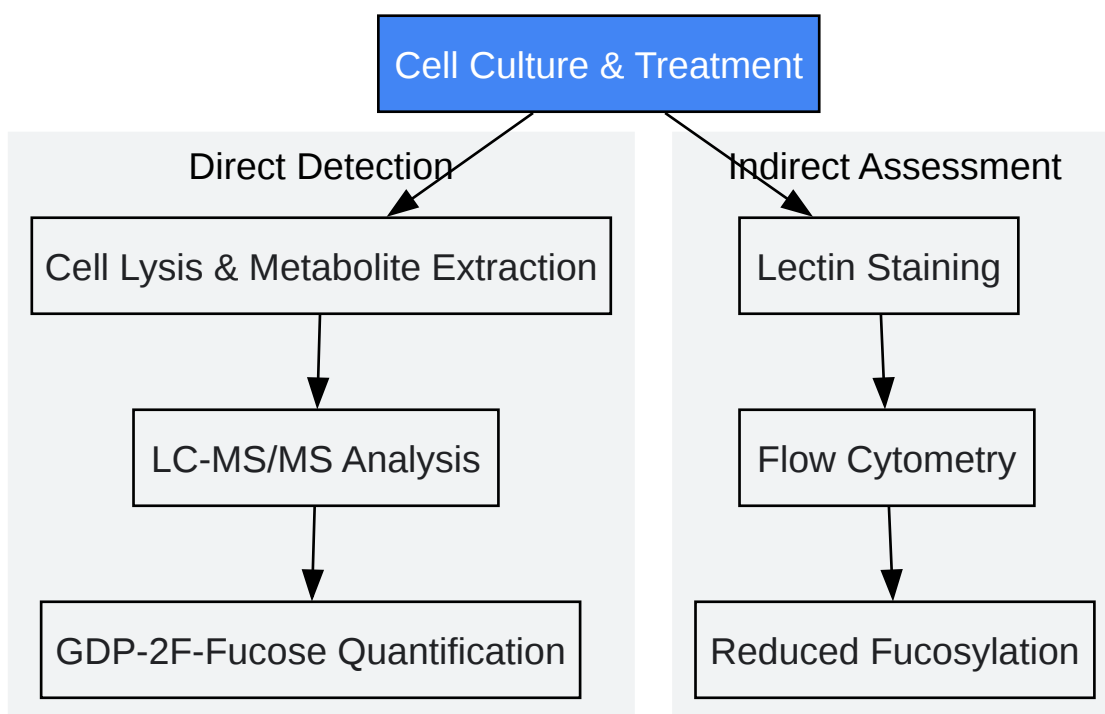 Cell Culture & Treatment
Direct Detection
Cell Lysis & Metabolite Extraction
LC-MS/MS Analysis
GDP-2F-Fucose Quantification
Indirect Assessment
Lectin Staining
Flow Cytometry
Reduced Fucosylation